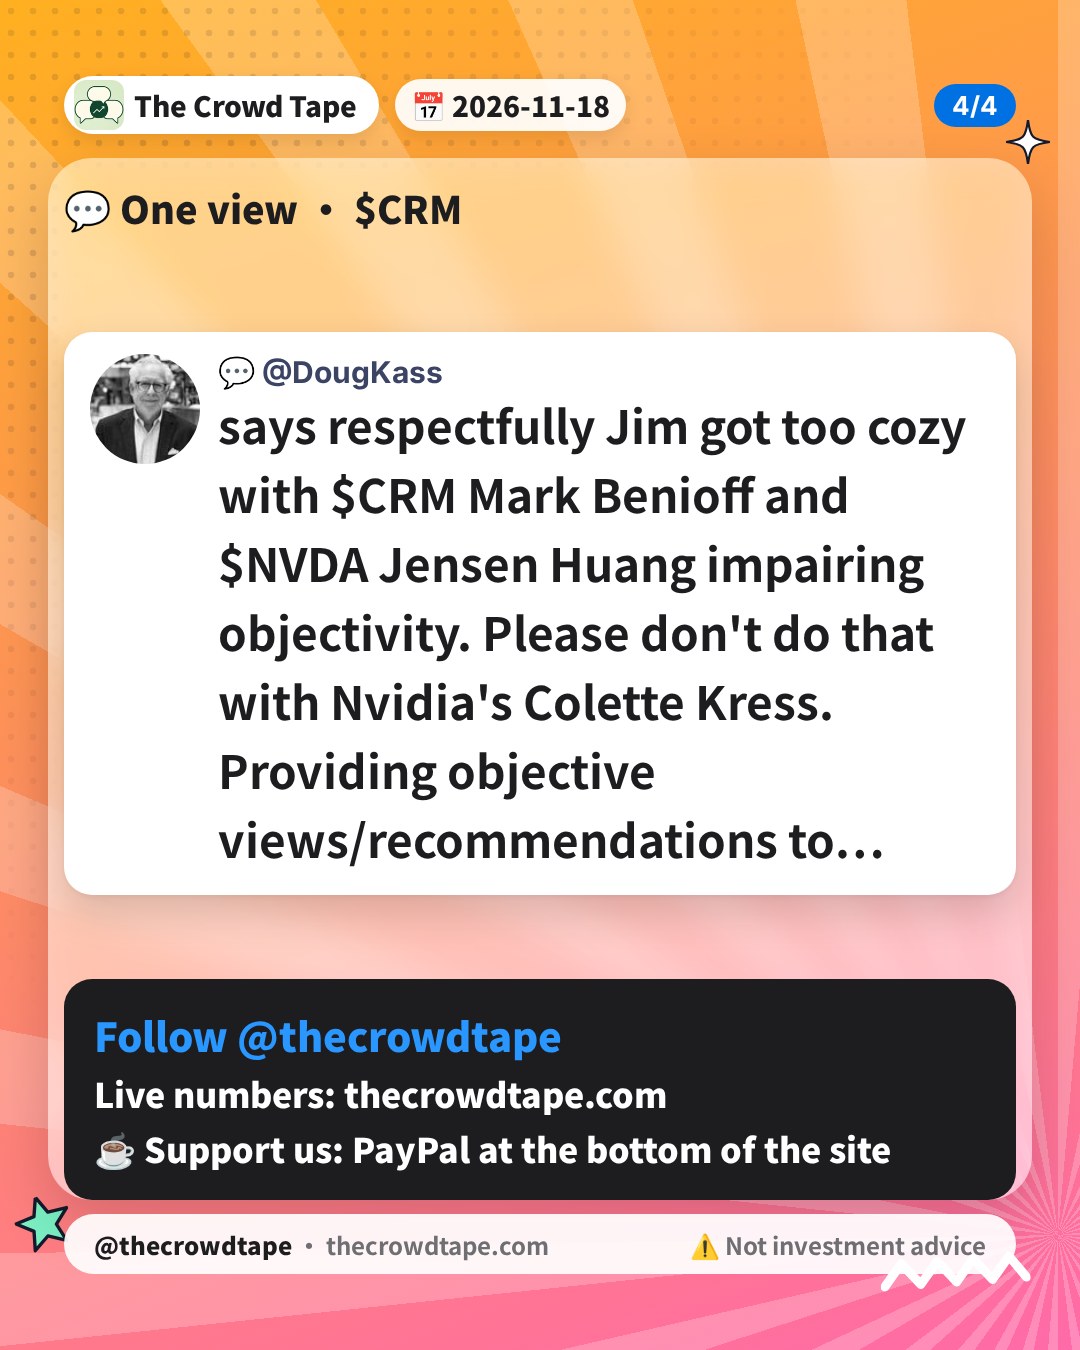 The Crowd Tape
📅 2026-11-18
4/4
💬 One view • $CRM
💬 @DougKass
says respectfully Jim got too cozy
with $CRM Mark Benioff and
$NVDA Jensen Huang impairing
objectivity. Please don't do that
with Nvidia's Colette Kress.
Providing objective
views/recommendations to…
Follow @thecrowdtape
Live numbers: thecrowdtape.com
☕ Support us: PayPal at the bottom of the site
@thecrowdtape • thecrowdtape.com
⚠️ Not investment advice